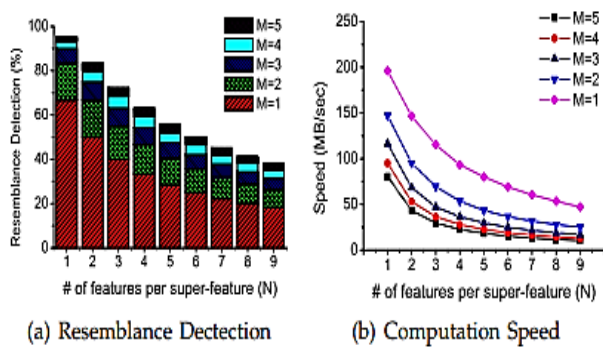 Resemblance Detection (%)
100
80
60
40
20
0
M=5
M=4
M=3
M=2
M=1
1 2 3 4 5 6 7 8 9
# of features per super-feature (N)
(a) Resemblance Dectection
Speed (MB/sec)
250
200
150
100
50
0
M=5
M=4
M=3
M=2
M=1
1 2 3 4 5 6 7 8 9
# of features per super-feature (N)
(b) Computation Speed